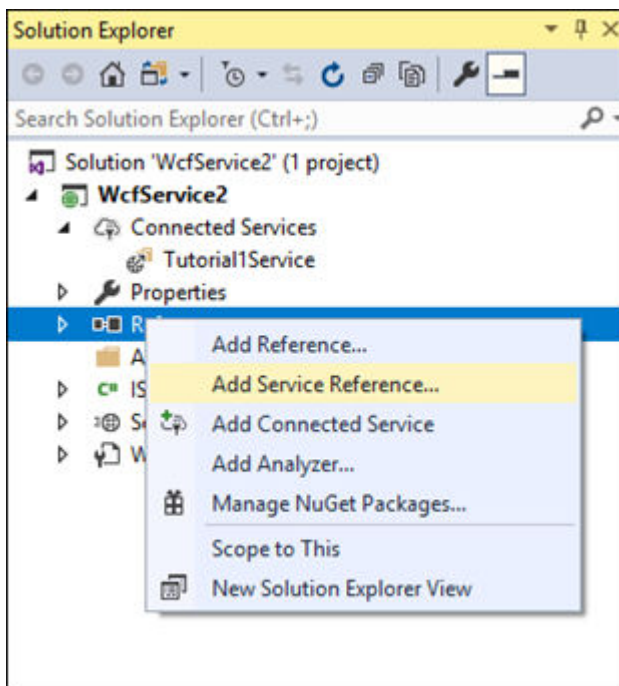 Solution Explorer
Search Solution Explorer (Ctrl+;)
Solution 'WcfService2' (1 project)
WcfService2
Connected Services
Tutorial1Service
Properties
Add Reference...
Add Service Reference...
Add Connected Service
Add Analyzer...
Manage NuGet Packages...
Scope to This
New Solution Explorer View